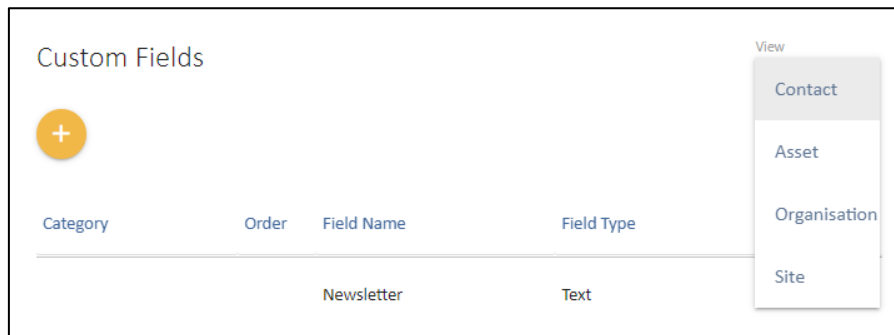 Custom Fields
View
Contact
+
Asset
Category Order Field Name Field Type
Organisation
Site
Newsletter Text